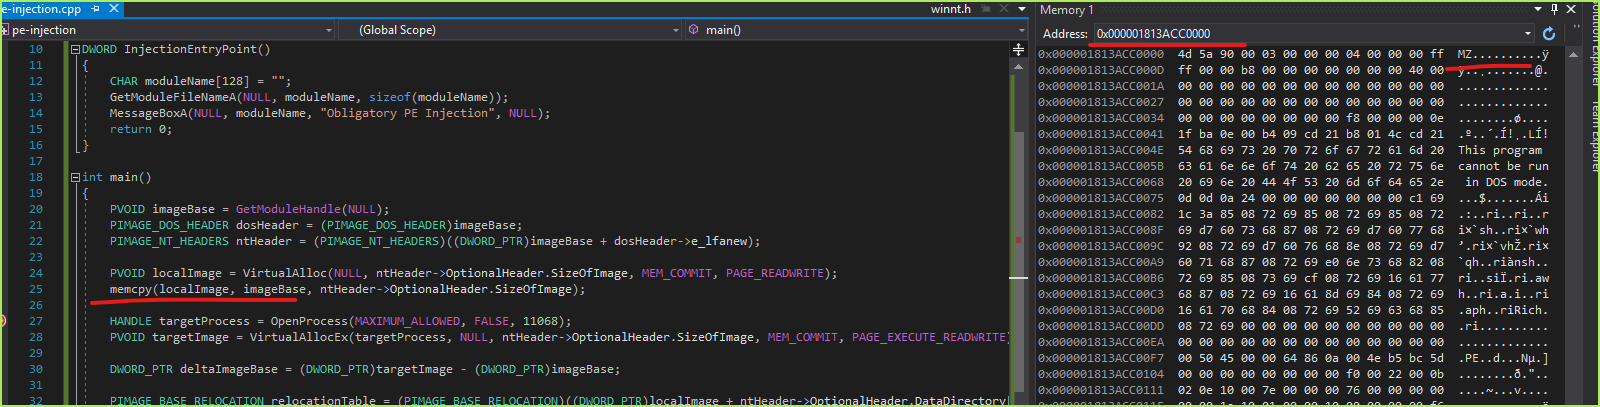 pe-injection.cpp
winnt.h
pe-injection
(Global Scope)
main()
10 DWORD InjectionEntryPoint()
11 {
12 CHAR moduleName[128] = "";
13 GetModuleFileNameA(NULL, moduleName, sizeof(moduleName));
14 MessageBoxA(NULL, moduleName, "Obligatory PE Injection", NULL);
15 return 0;
16 }
17
18 int main()
19 {
20 PVOID imageBase = GetModuleHandle(NULL);
21 PIMAGE_DOS_HEADER dosHeader = (PIMAGE_DOS_HEADER)imageBase;
22 PIMAGE_NT_HEADERS ntHeader = (PIMAGE_NT_HEADERS)((DWORD_PTR)imageBase + dosHeader->e_lfanew);
23
24 PVOID localImage = VirtualAlloc(NULL, ntHeader->OptionalHeader.SizeOfImage, MEM_COMMIT, PAGE_READWRITE);
25 memcpy(localImage, imageBase, ntHeader->OptionalHeader.SizeOfImage);
26
27 HANDLE targetProcess = OpenProcess(MAXIMUM_ALLOWED, FALSE, 11068);
28 PVOID targetImage = VirtualAllocEx(targetProcess, NULL, ntHeader->OptionalHeader.SizeOfImage, MEM_COMMIT, PAGE_EXECUTE_READWRITE)
29
30 DWORD_PTR deltaImageBase = (DWORD_PTR)targetImage - (DWORD_PTR)imageBase;
31
32 PIMAGE_BASE_RELOCATION relocationTable = (PIMAGE_BASE_RELOCATION)((DWORD_PTR)localImage + ntHeader->OptionalHeader.DataDirectory[
Memory 1
Address: 0x000001813ACC0000
0x000001813ACC0000 4d 5a 90 00 03 00 00 00 04 00 00 00 ff MZ..........ÿ
0x000001813ACC000D ff 00 00 b8 00 00 00 00 00 00 00 40 00 ÿ..¸.......@.
0x000001813ACC001A 00 00 00 00 00 00 00 00 00 00 00 00 00 .............
0x000001813ACC0027 00 00 00 00 00 00 00 00 00 00 00 00 00 .............
0x000001813ACC0034 00 00 00 00 00 00 00 00 f8 00 00 00 0e ........ø....
0x000001813ACC0041 1f ba 0e 00 b4 09 cd 21 b8 01 4c cd 21 .º..´.Í!¸.LÍ!
0x000001813ACC004E 54 68 69 73 20 70 72 6f 67 72 61 6d 20 This program
0x000001813ACC005B 63 61 6e 6e 6f 74 20 62 65 20 72 75 6e cannot be run
0x000001813ACC0068 20 69 6e 20 44 4f 53 20 6d 6f 64 65 2e in DOS mode.
0x000001813ACC0075 0d 0d 0a 24 00 00 00 00 00 00 00 c1 69 ...$.......Ái
0x000001813ACC0082 1c 3a 85 08 72 69 85 08 72 69 85 08 72 .:..ri..ri..r
0x000001813ACC008F 69 d7 60 73 68 87 08 72 69 d7 60 77 68 i×`sh..ri×`wh
0x000001813ACC009C 92 08 72 69 d7 60 76 68 8e 08 72 69 d7 ’.ri×`vhŽ.ri×
0x000001813ACC00A9 60 71 68 87 08 72 69 e0 6e 73 68 82 08 `qh..riànsh..
0x000001813ACC00B6 72 69 85 08 73 69 cf 08 72 69 16 61 77 ri..siÏ.ri.aw
0x000001813ACC00C3 68 87 08 72 69 16 61 8d 69 84 08 72 69 h..ri.a.i..ri
0x000001813ACC00D0 16 61 70 68 84 08 72 69 52 69 63 68 85 .aph..riRich.
0x000001813ACC00DD 08 72 69 00 00 00 00 00 00 00 00 00 00 .ri..........
0x000001813ACC00EA 00 00 00 00 00 00 00 00 00 00 00 00 00 .............
0x000001813ACC00F7 00 50 45 00 00 64 86 0a 00 4e b5 bc 5d .PE..d...Nµ.]
0x000001813ACC0104 00 00 00 00 00 00 00 00 f0 00 22 00 0b ........ð."..
0x000001813ACC0111 02 0e 10 00 7e 00 00 00 76 00 00 00 00 ....~...v....
Solution Explorer
Team Explorer